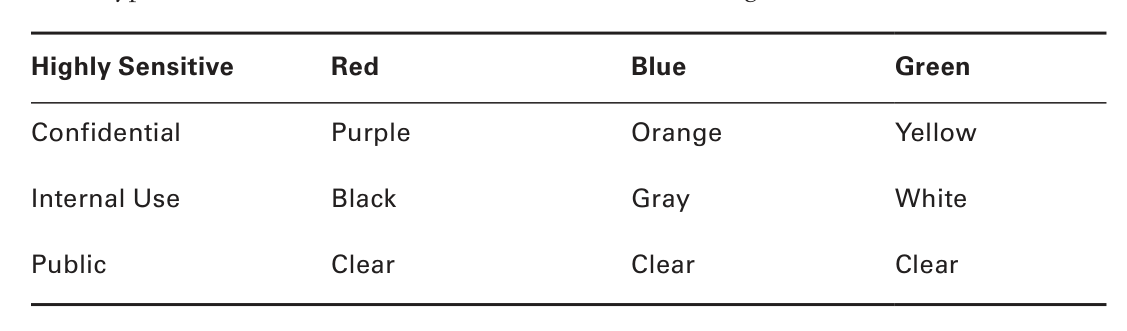 Highly Sensitive Red Blue Green
Confidential Purple Orange Yellow
Internal Use Black Gray White
Public Clear Clear Clear